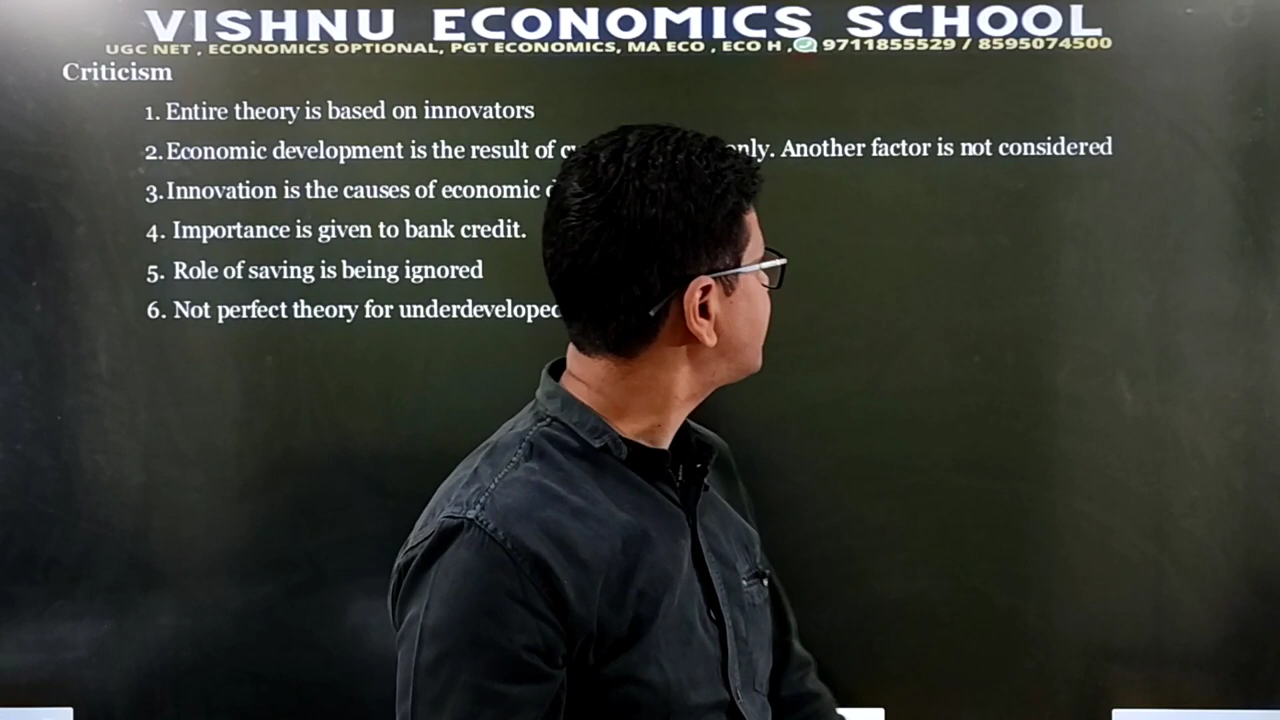 VISHNU ECONOMICS SCHOOL
UGC NET , ECONOMICS OPTIONAL, PGT ECONOMICS, MA ECO , ECO H , 9711855529 / 8595074500
Criticism
1. Entire theory is based on innovators
2. Economic development is the result of only. Another factor is not considered
3. Innovation is the causes of economic
4. Importance is given to bank credit.
5. Role of saving is being ignored
6. Not perfect theory for underdeveloped